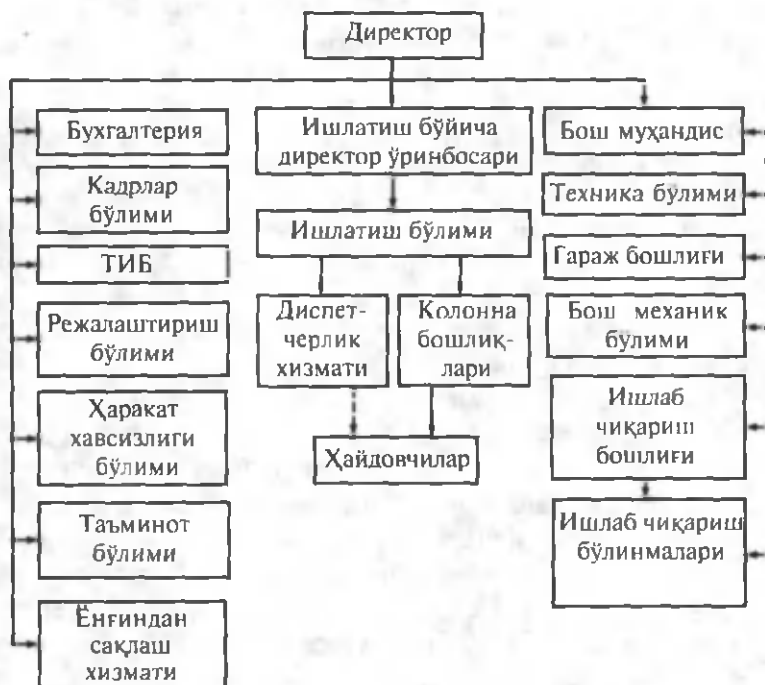 Директор
Бухгалтерия
Кадрлар
бўлими
ТИБ
Режалаштириш
бўлими
Ҳаракат
хавсизлиги
бўлими
Таъминот
бўлими
Ёнғиндан
сақлаш
хизмати
Ишлатиш бўйича
директор ўринбосари
Ишлатиш бўлими
Диспет-
черлик
хизмати
Колонна
бошлиқ-
лари
Ҳайдовчилар
Бош муҳандис
Техника бўлими
Гараж бошлиғи
Бош механик
бўлими
Ишлаб
чиқариш
бошлиғи
Ишлаб чиқариш
бўлинмалари